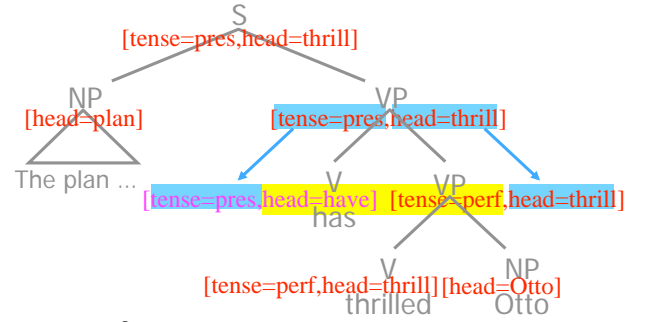 S
[tense=pres,head=thrill]
NP VP
[head=plan] [tense=pres,head=thrill]
The plan ... V VP
[tense=pres,head=have] [tense=perf,head=thrill]
has
V NP
[tense=perf,head=thrill] [head=Otto]
thrilled Otto